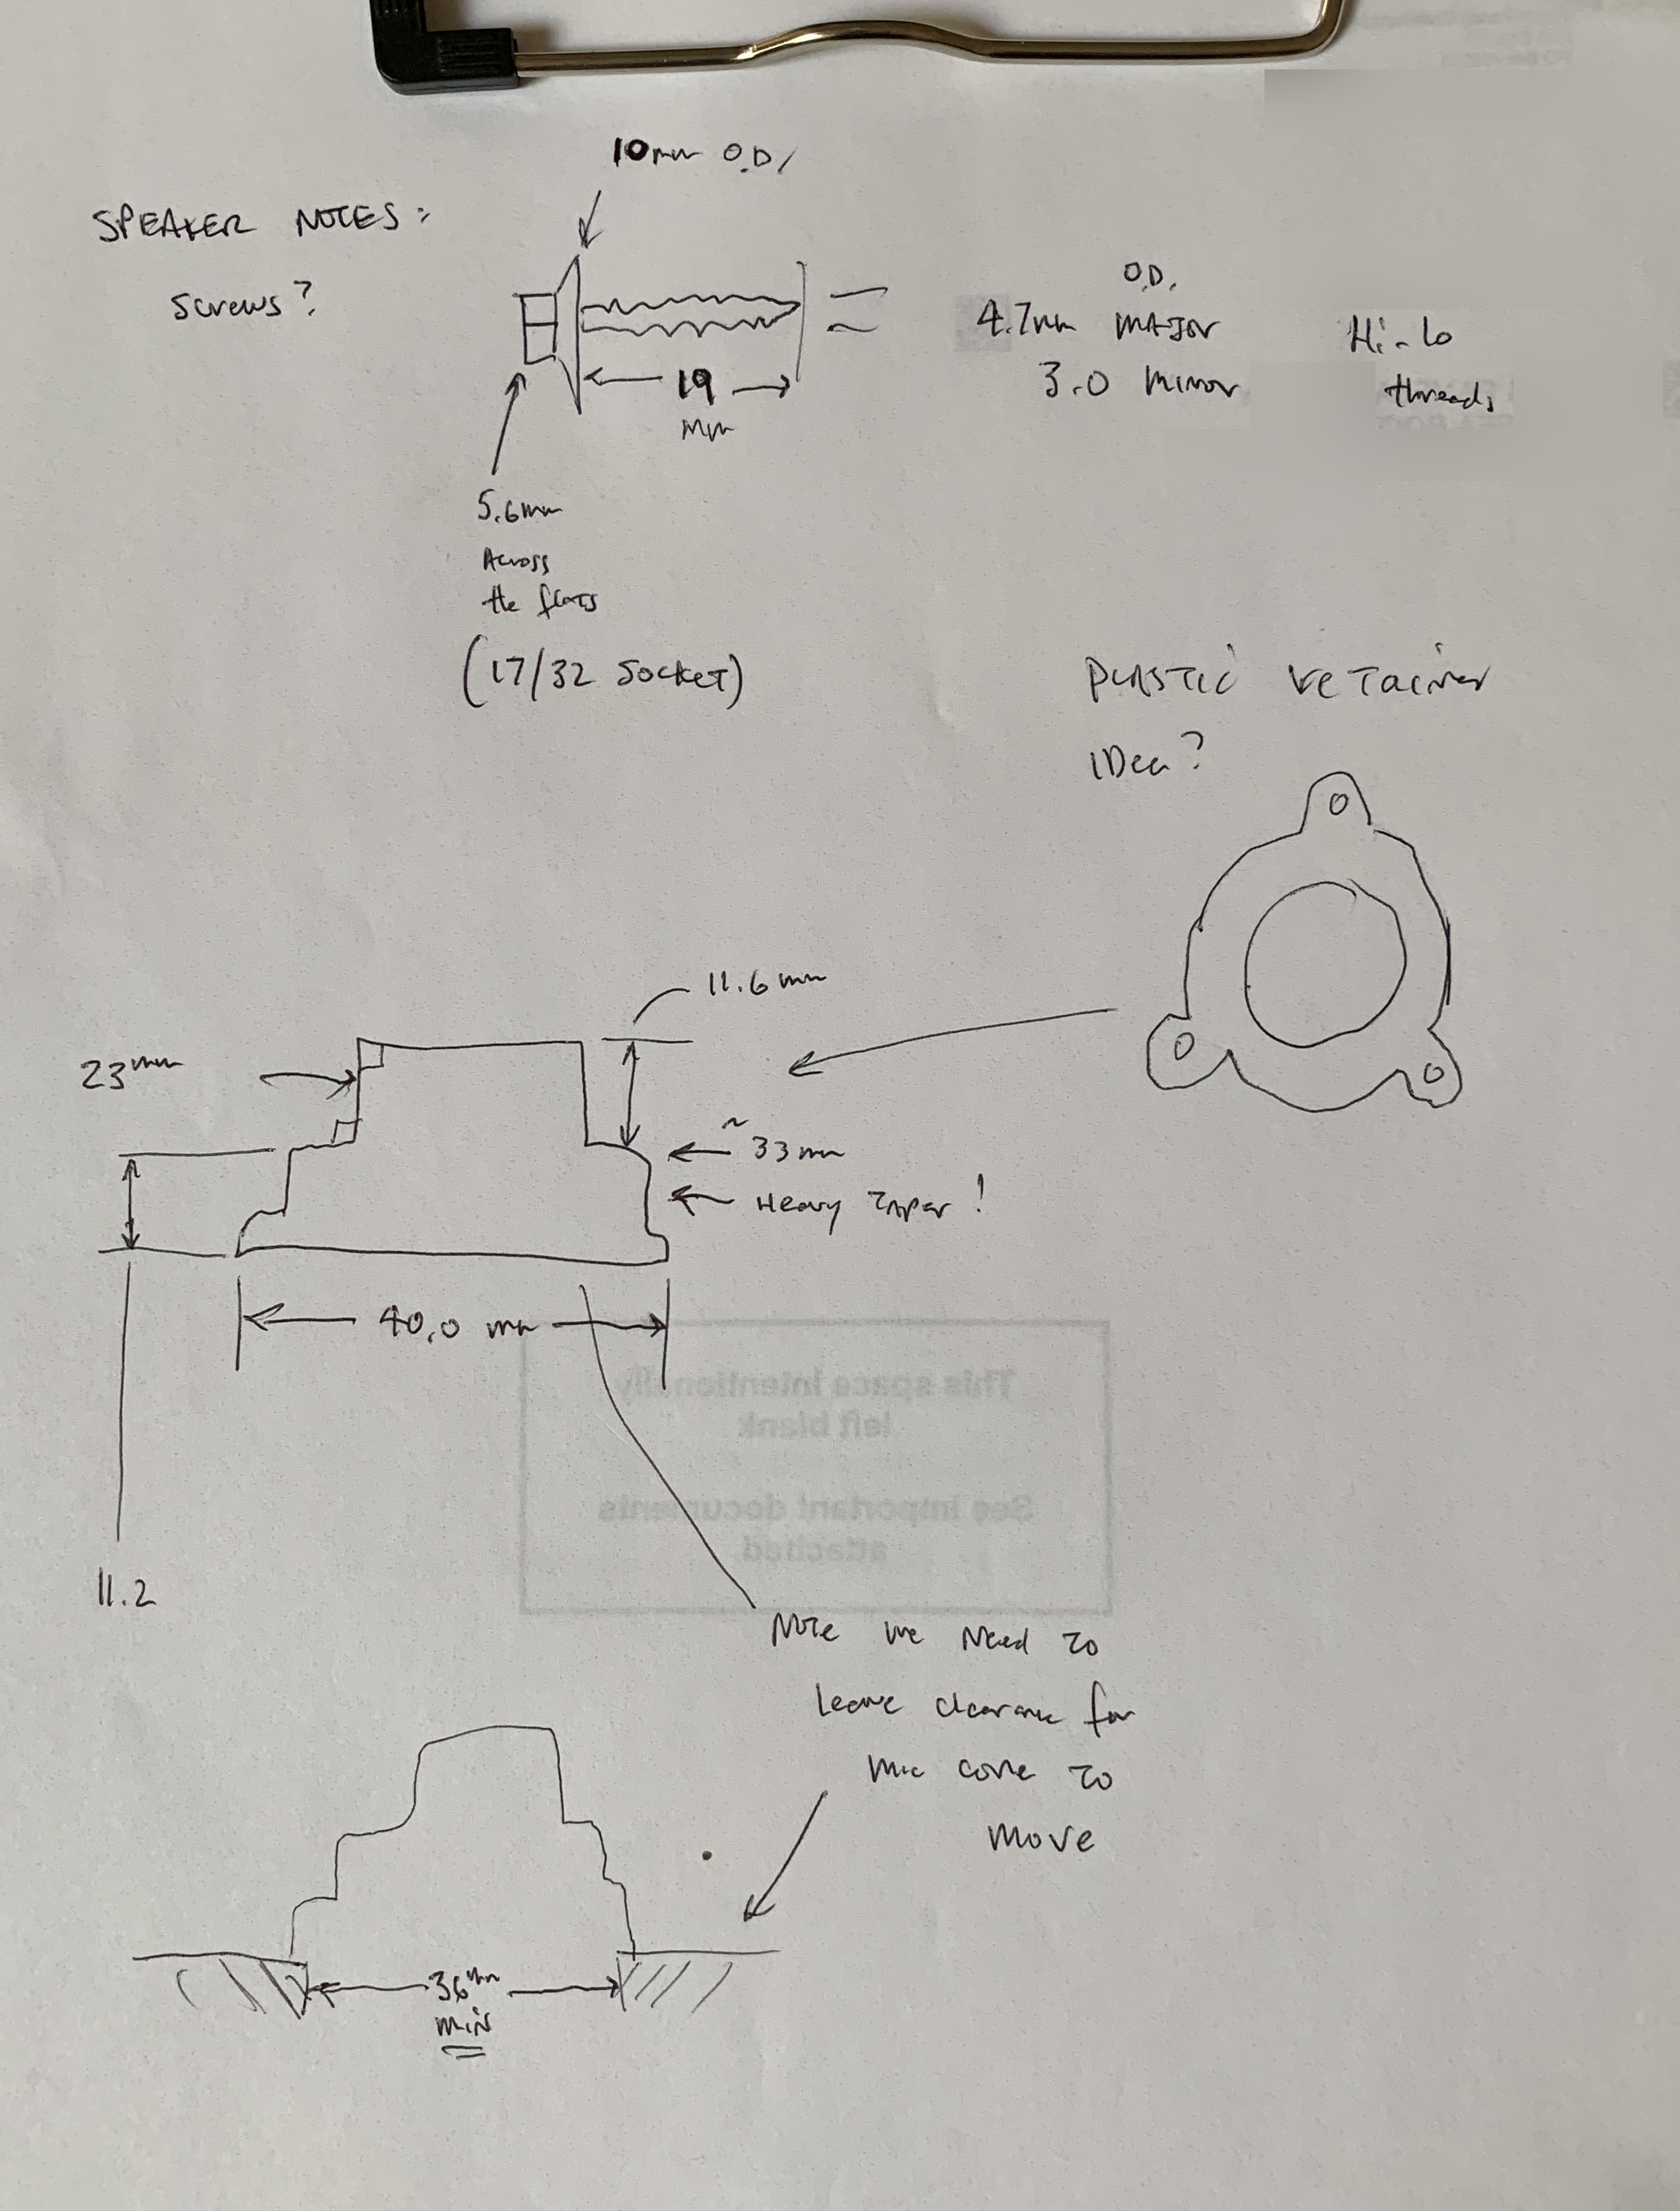 10mm O.D.
SPEAKER NOTES:
Screws?
O.D.
4.7mm MAJOR
3.0 minor
Hi-lo
threads
19
mm
5.6mm
Across
the flats
(17/32 SOCKET)
PLASTIC retainer
IDea?
11.6mm
23mm
~
33mm
Heavy Taper!
40.0 mm
This space intentionally
left blank
See important documents
attached
11.2
Note we Need to
Leave clearance for
mic cone to
move
36mm
min